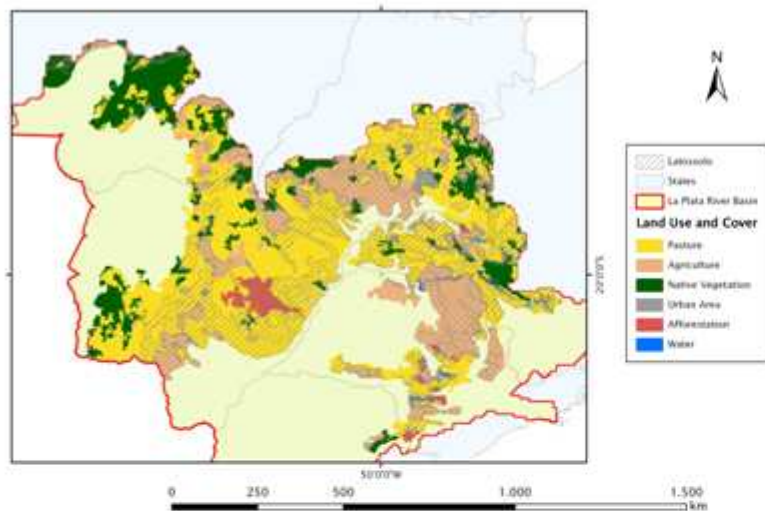 N
Latossolo
States
La Plata River Basin
Land Use and Cover
Pasture
Agriculture
Native Vegetation
Urban Area
Afforestation
Water
20°0'0"S
50°0'0"W
0 250 500 1.000 1.500
km